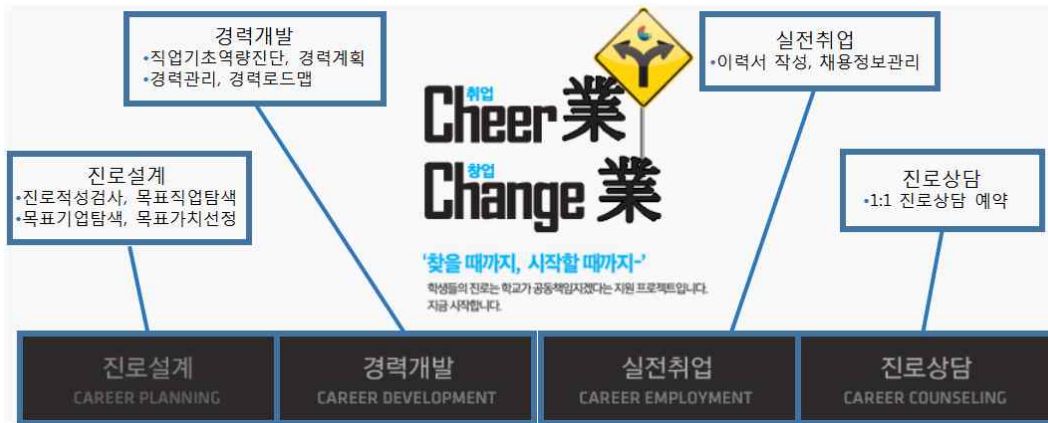 경력개발
•직업기초역량진단, 경력계획
•경력관리, 경력로드맵
실전취업
•이력서 작성, 채용정보관리
취업
Cheer 業
창업
Change 業
진로설계
•진로적성검사, 목표직업탐색
•목표기업탐색, 목표가치선정
진로상담
•1:1 진로상담 예약
‘찾을 때까지, 시작할 때까지~’
학생들의 진로는 학교가 공동책임지겠다는 지원 프로젝트입니다.
지금 시작합니다.
진로설계
CAREER PLANNING
경력개발
CAREER DEVELOPMENT
실전취업
CAREER EMPLOYMENT
진로상담
CAREER COUNSELING